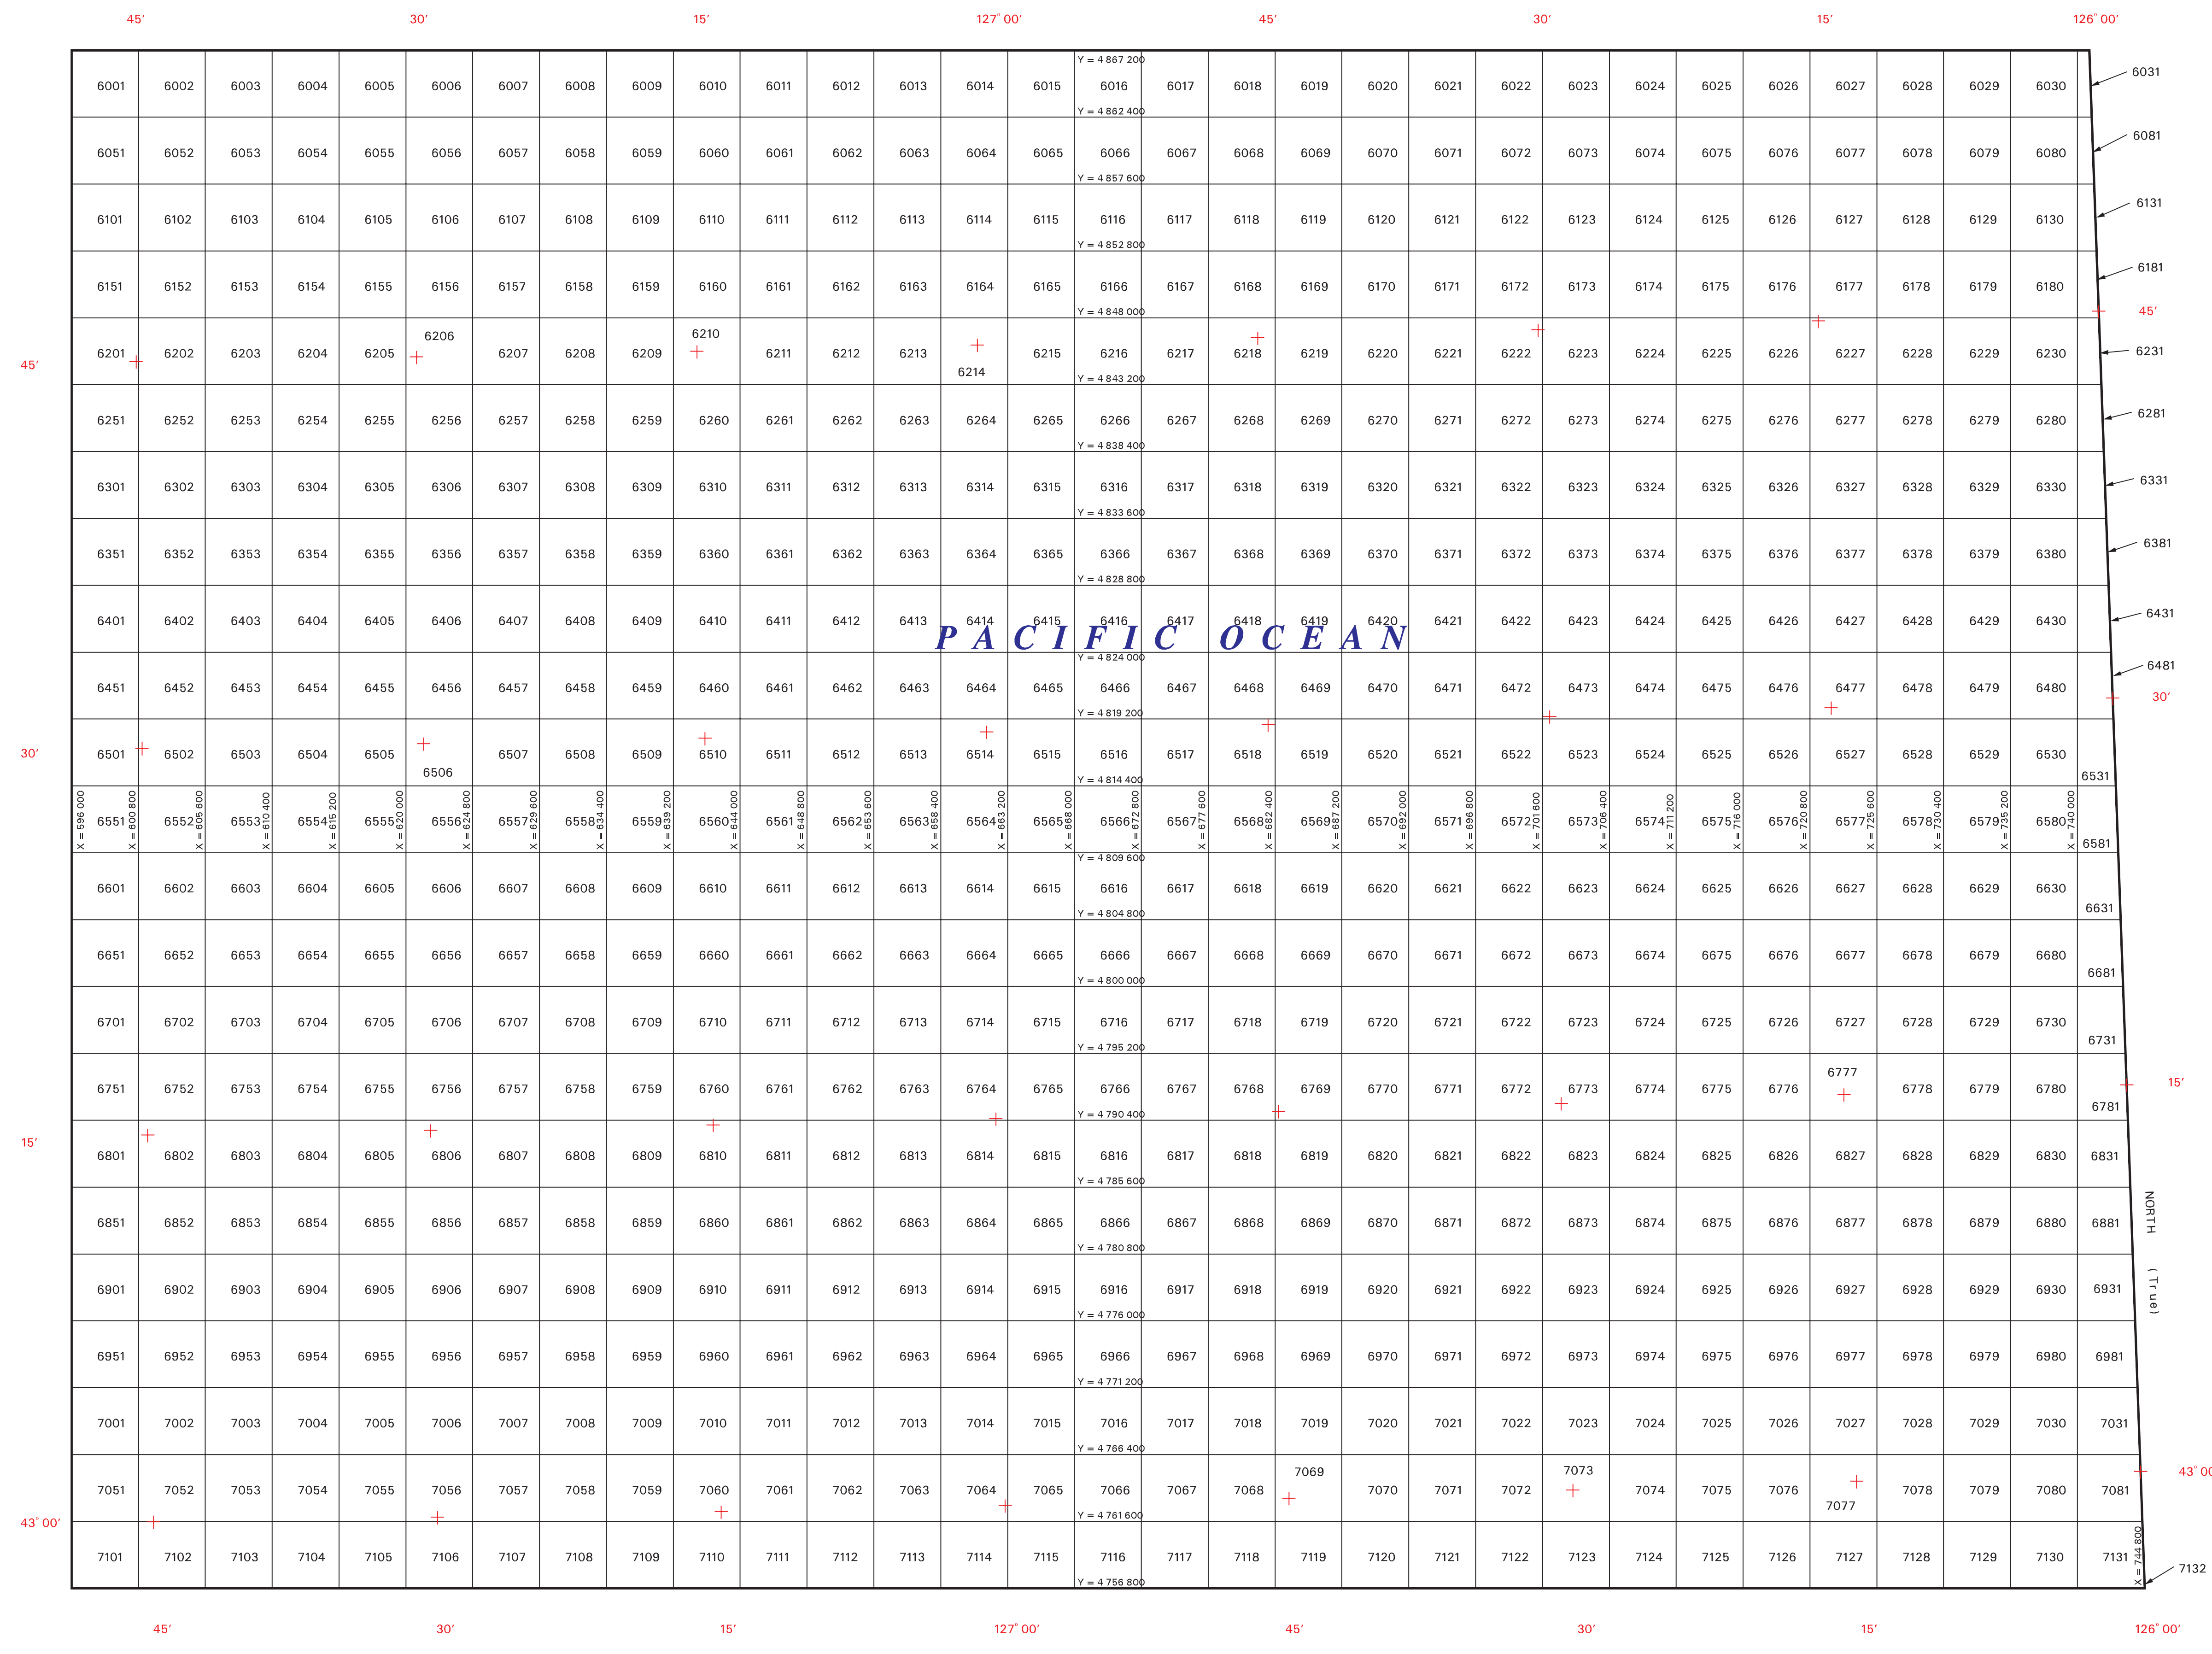 45′ 30′ 15′ 127° 00′ 45′ 30′ 15′ 126° 00′
Y = 4 867 200
6001 6002 6003 6004 6005 6006 6007 6008 6009 6010 6011 6012 6013 6014 6015 6016 6017 6018 6019 6020 6021 6022 6023 6024 6025 6026 6027 6028 6029 6030 6031
Y = 4 862 400
6051 6052 6053 6054 6055 6056 6057 6058 6059 6060 6061 6062 6063 6064 6065 6066 6067 6068 6069 6070 6071 6072 6073 6074 6075 6076 6077 6078 6079 6080 6081
Y = 4 857 600
6101 6102 6103 6104 6105 6106 6107 6108 6109 6110 6111 6112 6113 6114 6115 6116 6117 6118 6119 6120 6121 6122 6123 6124 6125 6126 6127 6128 6129 6130 6131
Y = 4 852 800
6151 6152 6153 6154 6155 6156 6157 6158 6159 6160 6161 6162 6163 6164 6165 6166 6167 6168 6169 6170 6171 6172 6173 6174 6175 6176 6177 6178 6179 6180 6181
Y = 4 848 000
45′
45′ 6201 6202 6203 6204 6205 6206 6207 6208 6209 6210 6211 6212 6213 6214 6215 6216 6217 6218 6219 6220 6221 6222 6223 6224 6225 6226 6227 6228 6229 6230 6231
Y = 4 843 200
6251 6252 6253 6254 6255 6256 6257 6258 6259 6260 6261 6262 6263 6264 6265 6266 6267 6268 6269 6270 6271 6272 6273 6274 6275 6276 6277 6278 6279 6280 6281
Y = 4 838 400
6301 6302 6303 6304 6305 6306 6307 6308 6309 6310 6311 6312 6313 6314 6315 6316 6317 6318 6319 6320 6321 6322 6323 6324 6325 6326 6327 6328 6329 6330 6331
Y = 4 833 600
6351 6352 6353 6354 6355 6356 6357 6358 6359 6360 6361 6362 6363 6364 6365 6366 6367 6368 6369 6370 6371 6372 6373 6374 6375 6376 6377 6378 6379 6380 6381
Y = 4 828 800
6401 6402 6403 6404 6405 6406 6407 6408 6409 6410 6411 6412 6413 6414 6415 6416 6417 6418 6419 6420 6421 6422 6423 6424 6425 6426 6427 6428 6429 6430 6431
PACIFIC OCEAN
Y = 4 824 000
6451 6452 6453 6454 6455 6456 6457 6458 6459 6460 6461 6462 6463 6464 6465 6466 6467 6468 6469 6470 6471 6472 6473 6474 6475 6476 6477 6478 6479 6480 6481
30′
Y = 4 819 200
30′ 6501 6502 6503 6504 6505 6506 6507 6508 6509 6510 6511 6512 6513 6514 6515 6516 6517 6518 6519 6520 6521 6522 6523 6524 6525 6526 6527 6528 6529 6530 6531
Y = 4 814 400
X = 596 000 X = 600 800 X = 605 600 X = 610 400 X = 615 200 X = 620 000 X = 624 800 X = 629 600 X = 634 400 X = 639 200 X = 644 000 X = 648 800 X = 653 600 X = 658 400 X = 663 200 X = 668 000 X = 672 800 X = 677 600 X = 682 400 X = 687 200 X = 692 000 X = 696 800 X = 701 600 X = 706 400 X = 711 200 X = 716 000 X = 720 800 X = 725 600 X = 730 400 X = 735 200 X = 740 000
6551 6552 6553 6554 6555 6556 6557 6558 6559 6560 6561 6562 6563 6564 6565 6566 6567 6568 6569 6570 6571 6572 6573 6574 6575 6576 6577 6578 6579 6580 6581
Y = 4 809 600
6601 6602 6603 6604 6605 6606 6607 6608 6609 6610 6611 6612 6613 6614 6615 6616 6617 6618 6619 6620 6621 6622 6623 6624 6625 6626 6627 6628 6629 6630 6631
Y = 4 804 800
6651 6652 6653 6654 6655 6656 6657 6658 6659 6660 6661 6662 6663 6664 6665 6666 6667 6668 6669 6670 6671 6672 6673 6674 6675 6676 6677 6678 6679 6680 6681
Y = 4 800 000
6701 6702 6703 6704 6705 6706 6707 6708 6709 6710 6711 6712 6713 6714 6715 6716 6717 6718 6719 6720 6721 6722 6723 6724 6725 6726 6727 6728 6729 6730 6731
Y = 4 795 200
15′
6751 6752 6753 6754 6755 6756 6757 6758 6759 6760 6761 6762 6763 6764 6765 6766 6767 6768 6769 6770 6771 6772 6773 6774 6775 6776 6777 6778 6779 6780 6781
Y = 4 790 400
15′ 6801 6802 6803 6804 6805 6806 6807 6808 6809 6810 6811 6812 6813 6814 6815 6816 6817 6818 6819 6820 6821 6822 6823 6824 6825 6826 6827 6828 6829 6830 6831
Y = 4 785 600
6851 6852 6853 6854 6855 6856 6857 6858 6859 6860 6861 6862 6863 6864 6865 6866 6867 6868 6869 6870 6871 6872 6873 6874 6875 6876 6877 6878 6879 6880 6881
NORTH (True)
Y = 4 780 800
6901 6902 6903 6904 6905 6906 6907 6908 6909 6910 6911 6912 6913 6914 6915 6916 6917 6918 6919 6920 6921 6922 6923 6924 6925 6926 6927 6928 6929 6930 6931
Y = 4 776 000
6951 6952 6953 6954 6955 6956 6957 6958 6959 6960 6961 6962 6963 6964 6965 6966 6967 6968 6969 6970 6971 6972 6973 6974 6975 6976 6977 6978 6979 6980 6981
Y = 4 771 200
7001 7002 7003 7004 7005 7006 7007 7008 7009 7010 7011 7012 7013 7014 7015 7016 7017 7018 7019 7020 7021 7022 7023 7024 7025 7026 7027 7028 7029 7030 7031
Y = 4 766 400
43° 00
7051 7052 7053 7054 7055 7056 7057 7058 7059 7060 7061 7062 7063 7064 7065 7066 7067 7068 7069 7070 7071 7072 7073 7074 7075 7076 7077 7078 7079 7080 7081
Y = 4 761 600
43° 00′
7101 7102 7103 7104 7105 7106 7107 7108 7109 7110 7111 7112 7113 7114 7115 7116 7117 7118 7119 7120 7121 7122 7123 7124 7125 7126 7127 7128 7129 7130 7131 X = 744 800 7132
Y = 4 756 800
45′ 30′ 15′ 127° 00′ 45′ 30′ 15′ 126° 00′